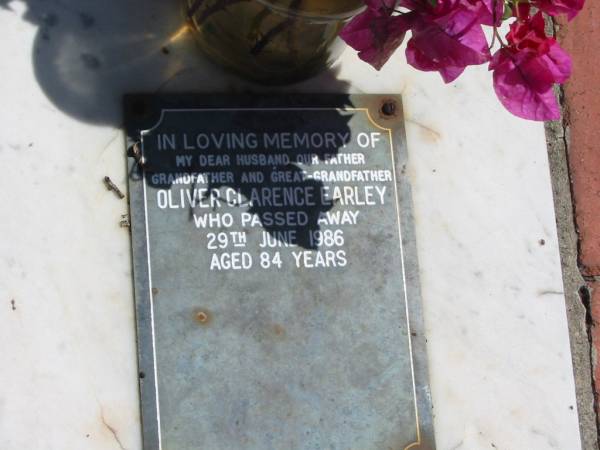 IN LOVING MEMORY OF
MY DEAR HUSBAND OUR FATHER
GRANDFATHER AND GREAT-GRANDFATHER
OLIVER CLARENCE EARLEY
WHO PASSED AWAY
29TH JUNE 1986
AGED 84 YEARS